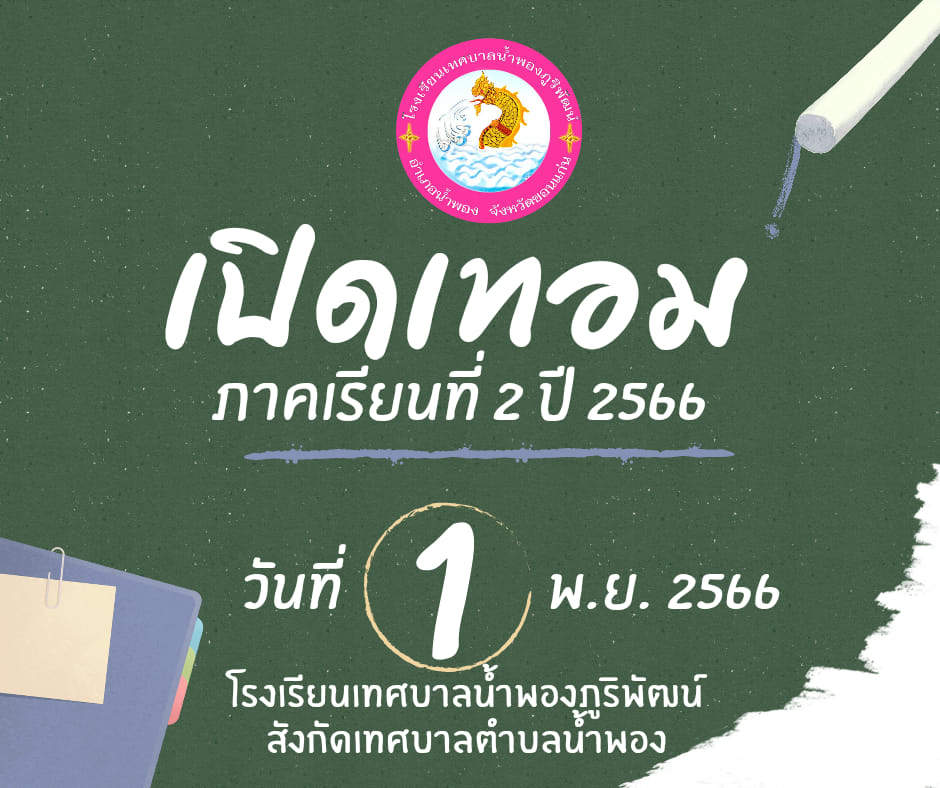 โรงเรียนเทศบาลน้ำพองภูริพัฒน์
อำเภอน้ำพอง จังหวัดขอนแก่น
เปิดเทอม
ภาคเรียนที่ 2 ปี 2566
วันที่ 1 พ.ย. 2566
โรงเรียนเทศบาลน้ำพองภูริพัฒน์
สังกัดเทศบาลตำบลน้ำพอง